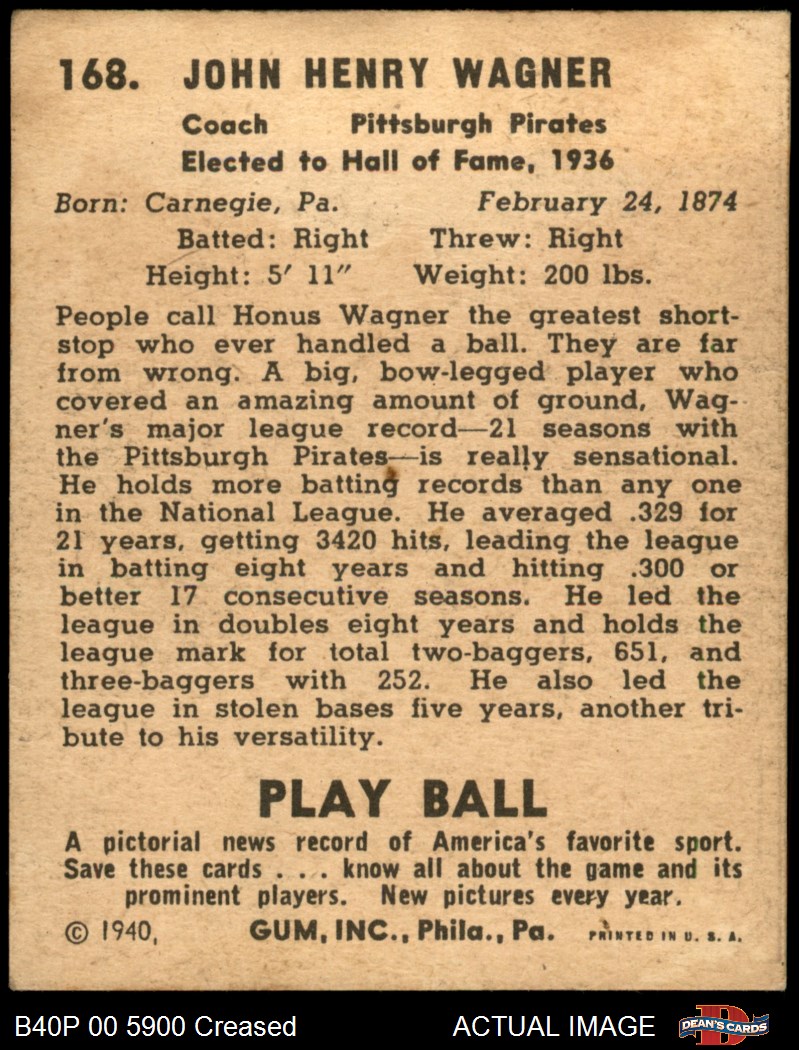 168. JOHN HENRY WAGNER
Coach Pittsburgh Pirates
Elected to Hall of Fame, 1936
Born: Carnegie, Pa. February 24, 1874
Batted: Right Threw: Right
Height: 5′ 11″ Weight: 200 lbs.
People call Honus Wagner the greatest short-
stop who ever handled a ball. They are far
from wrong. A big, bow-legged player who
covered an amazing amount of ground, Wag-
ner's major league record—21 seasons with
the Pittsburgh Pirates—is really sensational.
He holds more batting records than any one
in the National League. He averaged .329 for
21 years, getting 3420 hits, leading the league
in batting eight years and hitting .300 or
better 17 consecutive seasons. He led the
league in doubles eight years and holds the
league mark for total two-baggers, 651, and
three-baggers with 252. He also led the
league in stolen bases five years, another tri-
bute to his versatility.
PLAY BALL
A pictorial news record of America's favorite sport.
Save these cards . . . know all about the game and its
prominent players. New pictures every year.
© 1940, GUM, INC., Phila., Pa. PRINTED IN U. S. A.
B40P 00 5900 Creased ACTUAL IMAGE DEAN'S CARDS